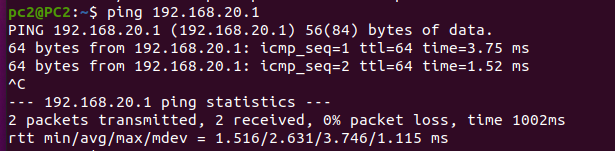 pc2@PC2:~$ ping 192.168.20.1
PING 192.168.20.1 (192.168.20.1) 56(84) bytes of data.
64 bytes from 192.168.20.1: icmp_seq=1 ttl=64 time=3.75 ms
64 bytes from 192.168.20.1: icmp_seq=2 ttl=64 time=1.52 ms
^C
--- 192.168.20.1 ping statistics ---
2 packets transmitted, 2 received, 0% packet loss, time 1002ms
rtt min/avg/max/mdev = 1.516/2.631/3.746/1.115 ms